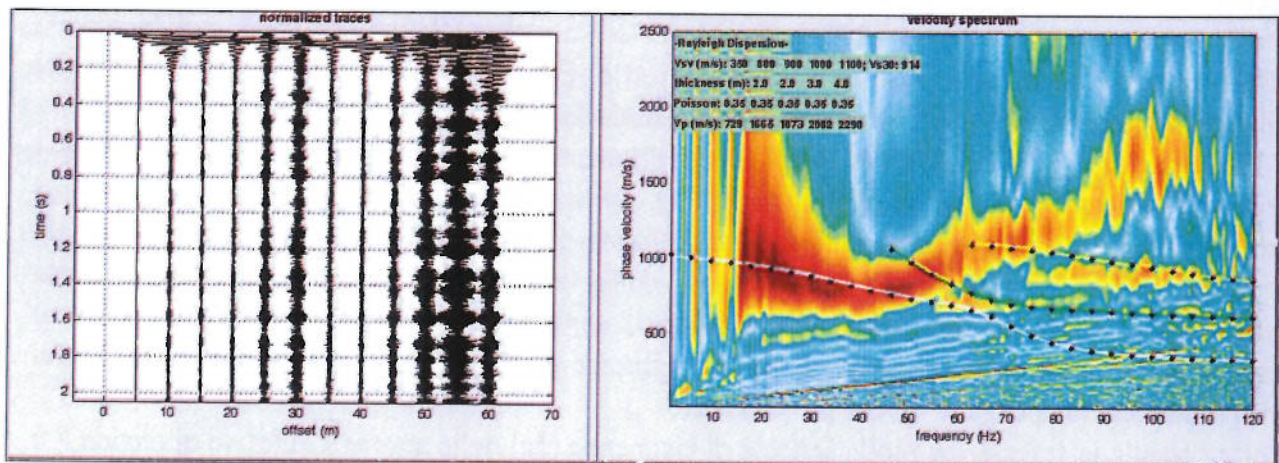 normalized traces
0
0.2
0.4
0.6
0.8
1
1.2
1.4
1.6
1.8
2
time (s)
0 10 20 30 40 50 60 70
offset (m)
velocity spectrum
2500
2000
1500
1000
500
phase velocity (m/s)
-Rayleigh Dispersion-
Vsv (m/s): 350 800 900 1000 1100; Vs30: 914
thickness (m): 2.0 2.0 3.0 4.0
Poisson: 0.35 0.35 0.35 0.35 0.35
Vp (m/s): 729 1665 1873 2082 2290
10 20 30 40 50 60 70 80 90 100 110 120
frequency (Hz)